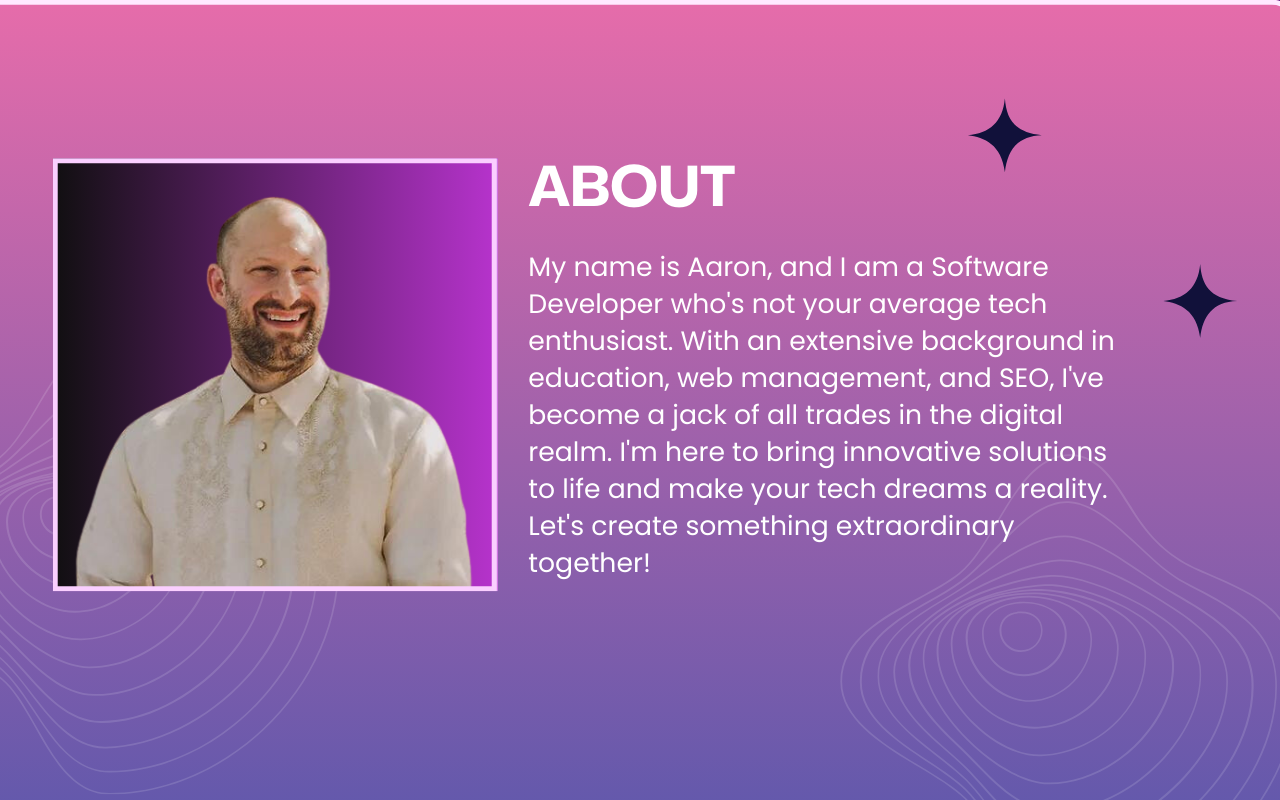 ABOUT
My name is Aaron, and I am a Software
Developer who's not your average tech
enthusiast. With an extensive background in
education, web management, and SEO, I've
become a jack of all trades in the digital
realm. I'm here to bring innovative solutions
to life and make your tech dreams a reality.
Let's create something extraordinary
together!